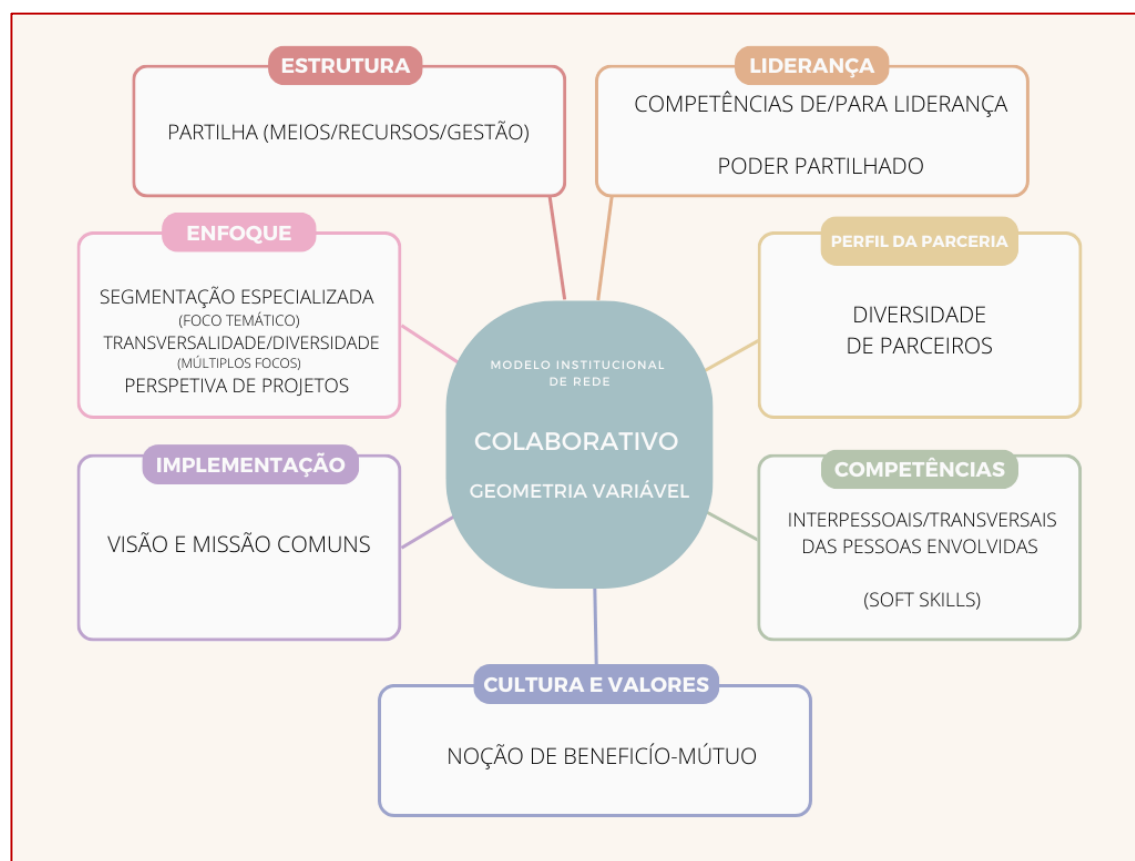 ESTRUTURA
PARTILHA (MEIOS/RECURSOS/GESTÃO)
LIDERANÇA
COMPETÊNCIAS DE/PARA LIDERANÇA
PODER PARTILHADO
ENFOQUE
SEGMENTAÇÃO ESPECIALIZADA
(FOCO TEMÁTICO)
TRANSVERSALIDADE/DIVERSIDADE
(MÚLTIPLOS FOCOS)
PERSPETIVA DE PROJETOS
PERFIL DA PARCERIA
DIVERSIDADE
DE PARCEIROS
MODELO INSTITUCIONAL
DE REDE
COLABORATIVO
GEOMETRIA VARIÁVEL
IMPLEMENTAÇÃO
VISÃO E MISSÃO COMUNS
COMPETÊNCIAS
INTERPESSOAIS/TRANSVERSAIS
DAS PESSOAS ENVOLVIDAS
(SOFT SKILLS)
CULTURA E VALORES
NOÇÃO DE BENEFICÍO-MÚTUO